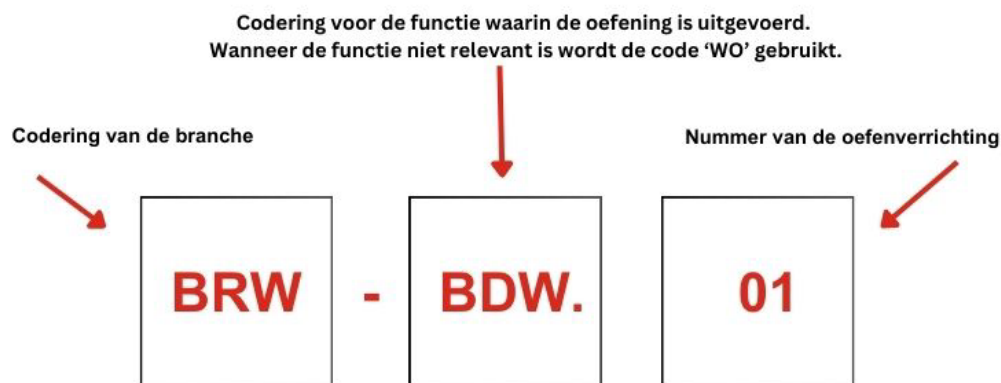 Codering voor de functie waarin de oefening is uitgevoerd.
Wanneer de functie niet relevant is wordt de code ‘WO’ gebruikt.
Codering van de branche
Nummer van de oefenverrichting
BRW - BDW. 01